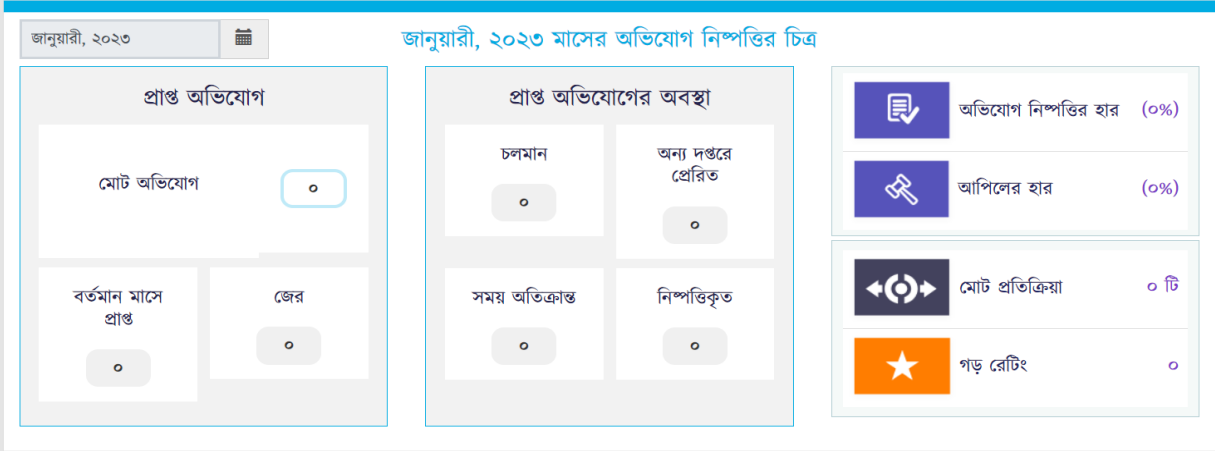 জানুয়ারী, ২০২৩
জানুয়ারী, ২০২৩ মাসের অভিযোগ নিষ্পত্তির চিত্র
প্রাপ্ত অভিযোগ
মোট অভিযোগ
০
বর্তমান মাসে
প্রাপ্ত
০
জের
০
প্রাপ্ত অভিযোগের অবস্থা
চলমান
০
অন্য দপ্তরে
প্রেরিত
০
সময় অতিক্রান্ত
০
নিষ্পত্তিকৃত
০
অভিযোগ নিষ্পত্তির হার (০%)
আপিলের হার (০%)
মোট প্রতিক্রিয়া ০ টি
গড় রেটিং ০